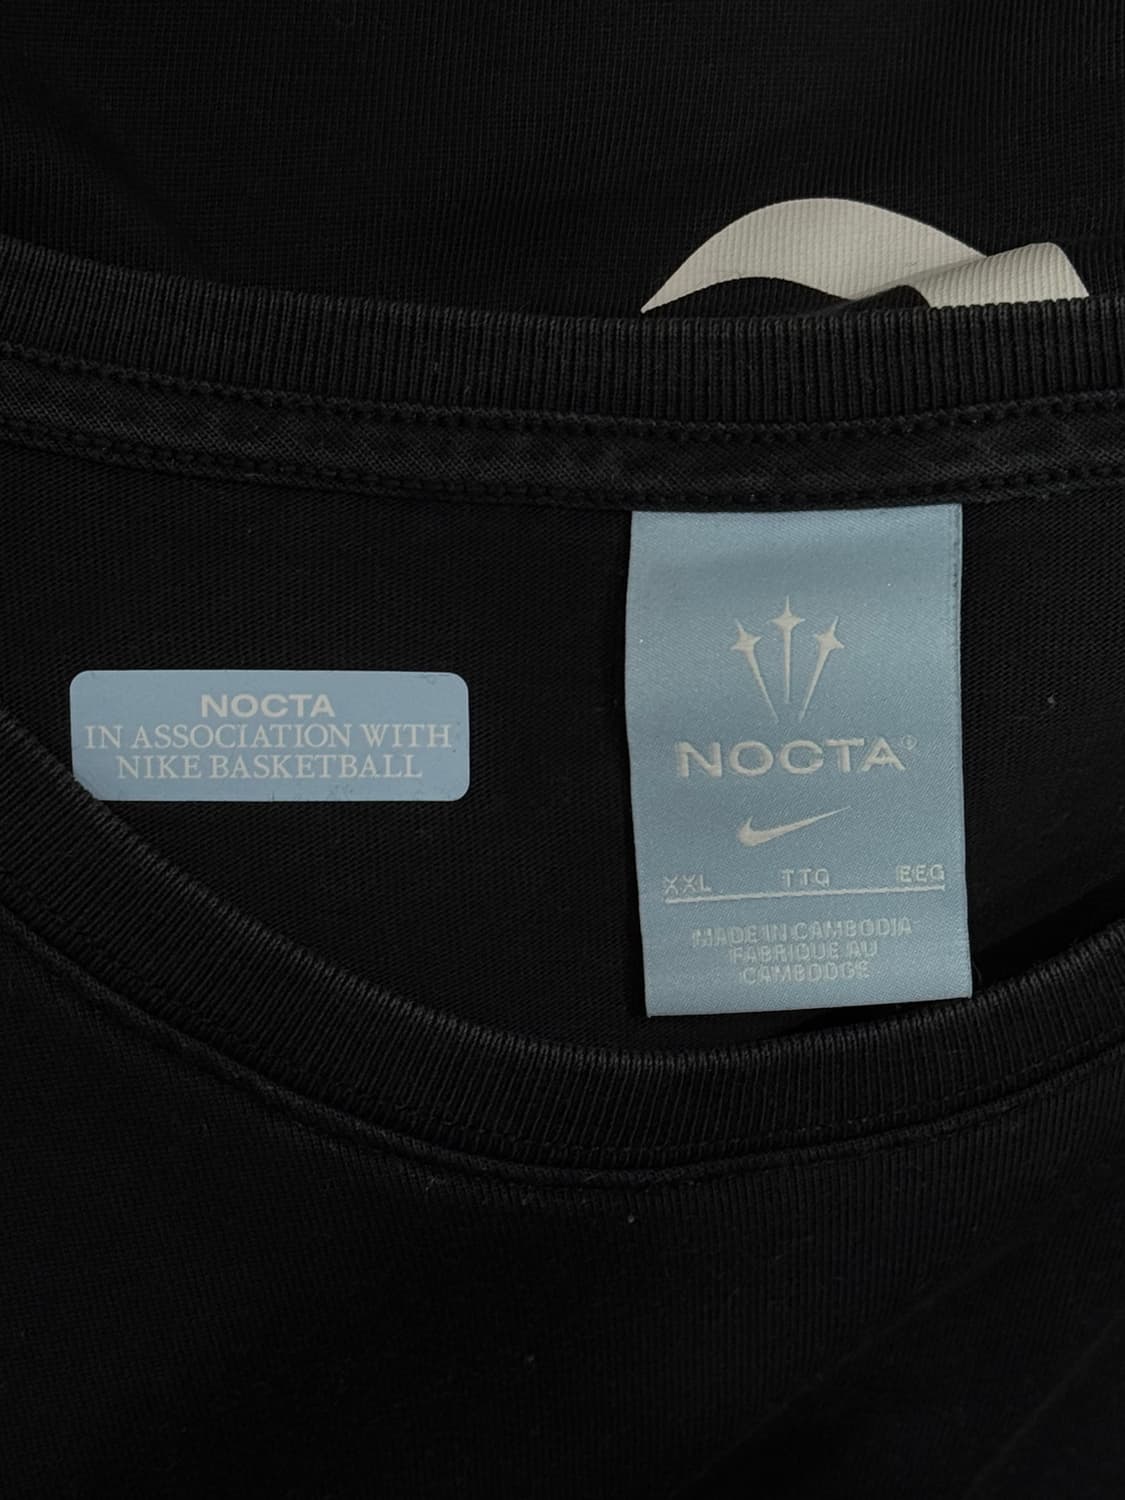 NOCTA
IN ASSOCIATION WITH
NIKE BASKETBALL
NOCTA®
XXL TTG EEG
MADE IN CAMBODIA
FABRIQUE AU
CAMBODGE